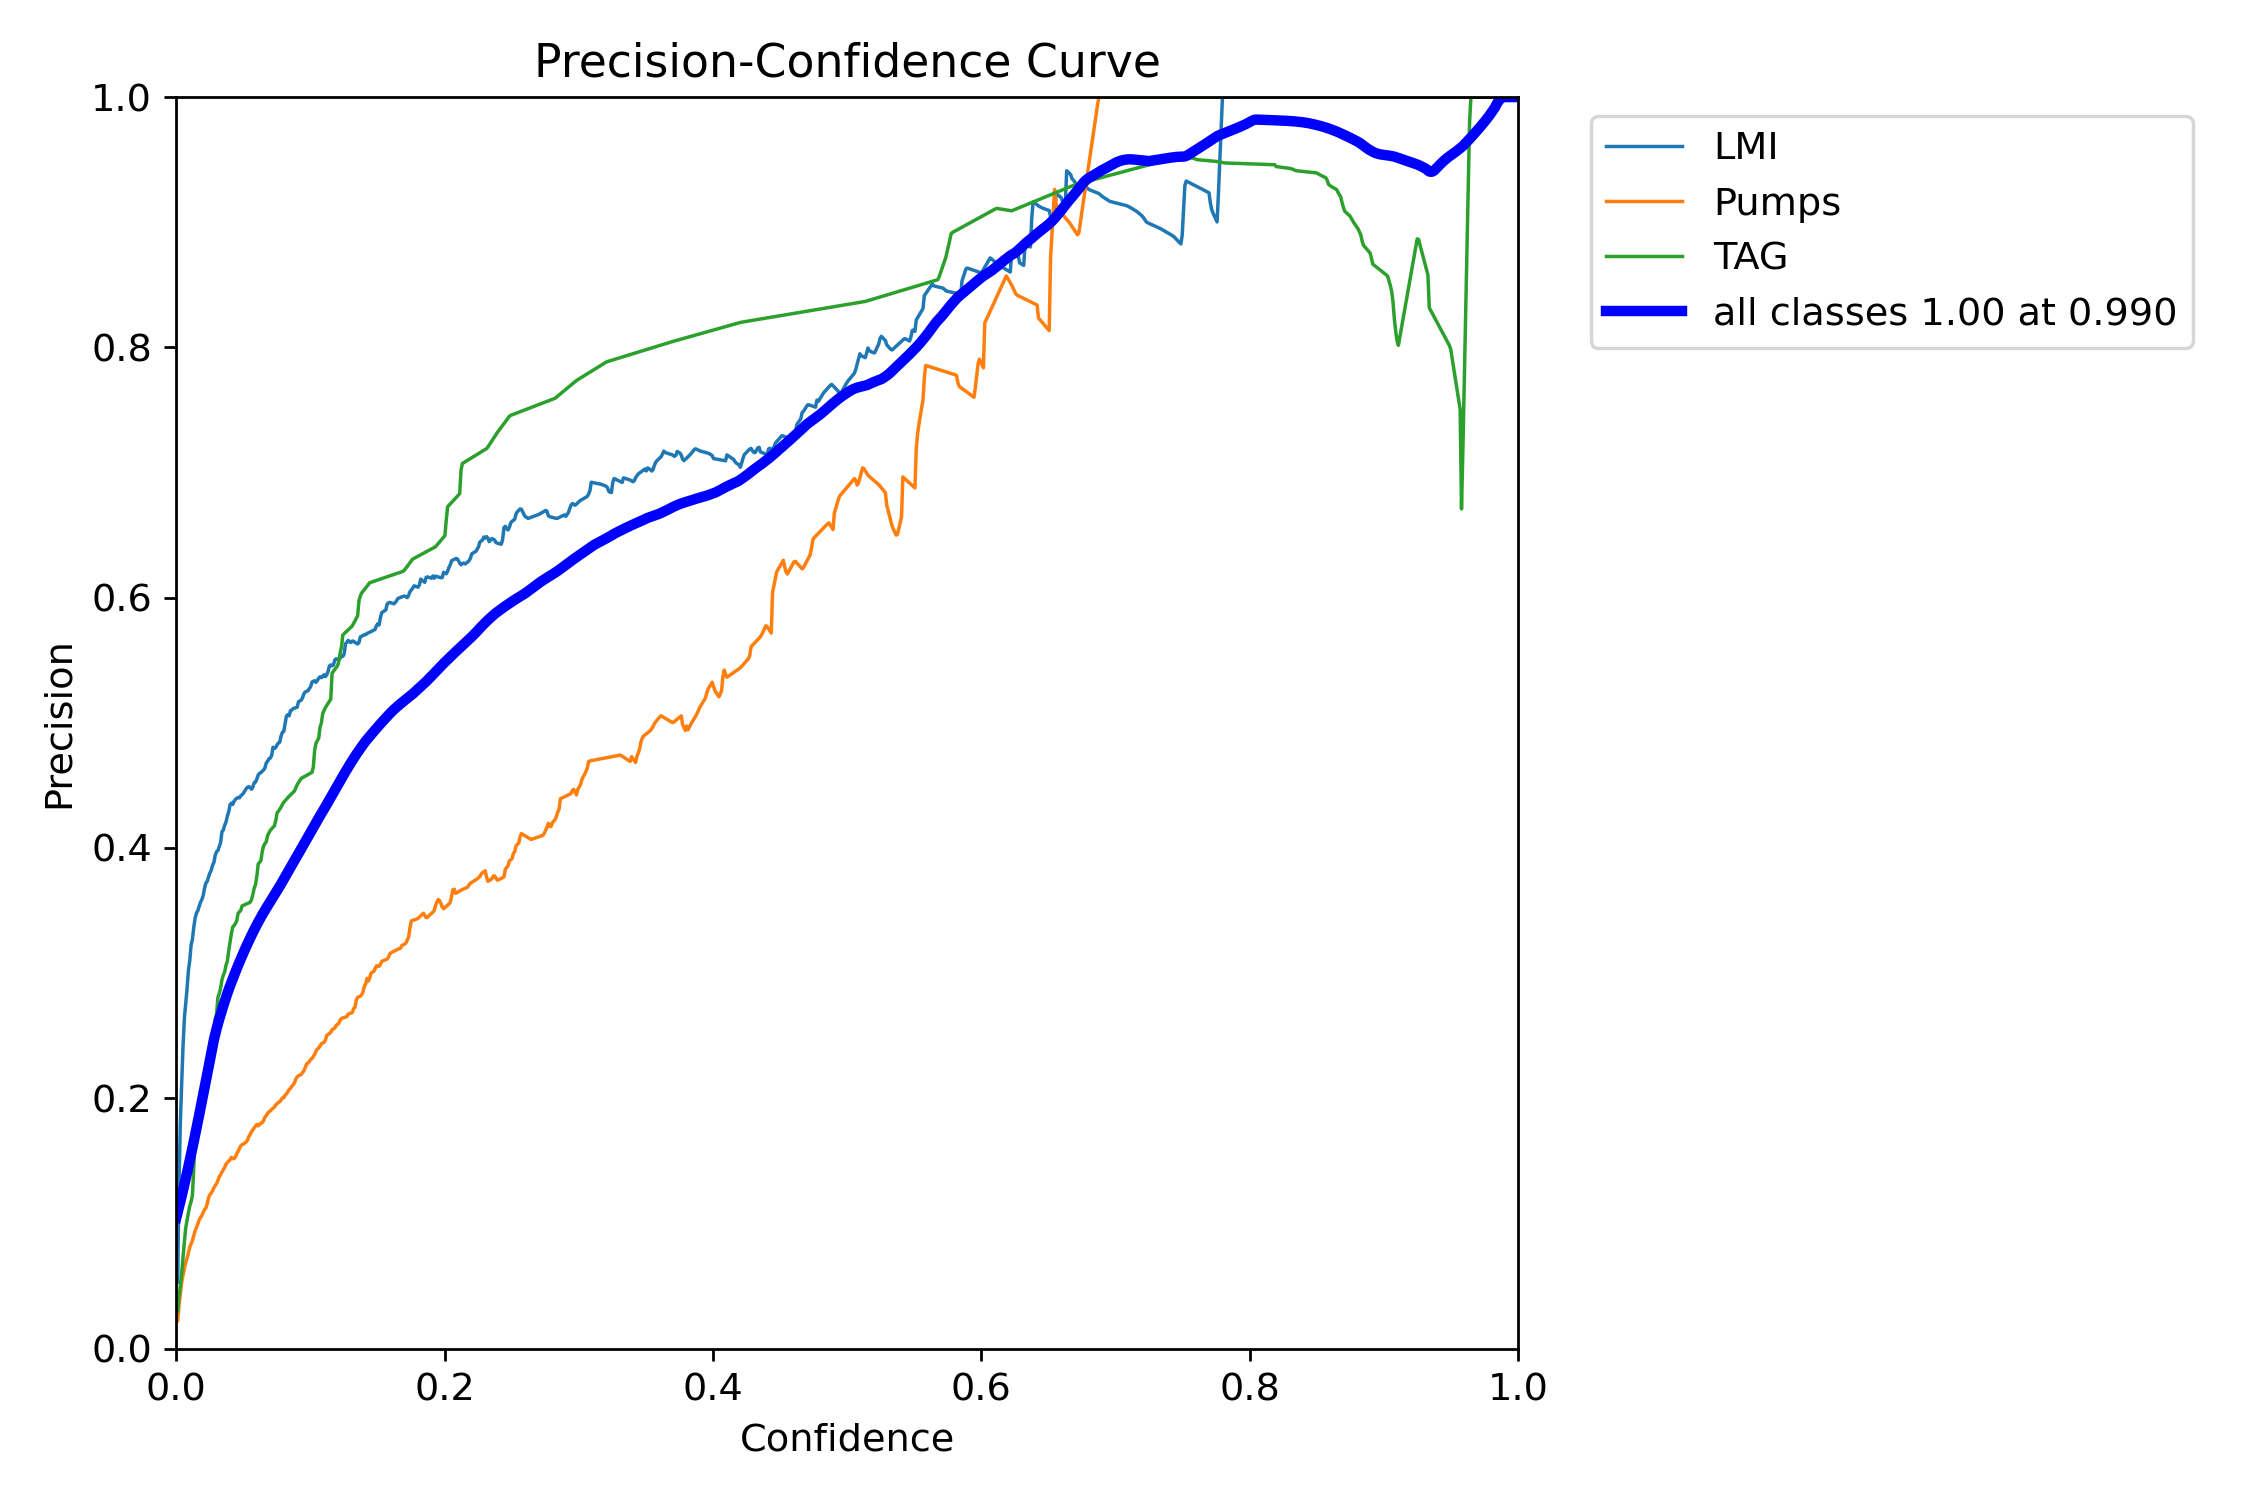 Precision-Confidence Curve
1.0
0.8
0.6
0.4
0.2
0.0
Precision
0.0 0.2 0.4 0.6 0.8 1.0
Confidence
LMI
Pumps
TAG
all classes 1.00 at 0.990